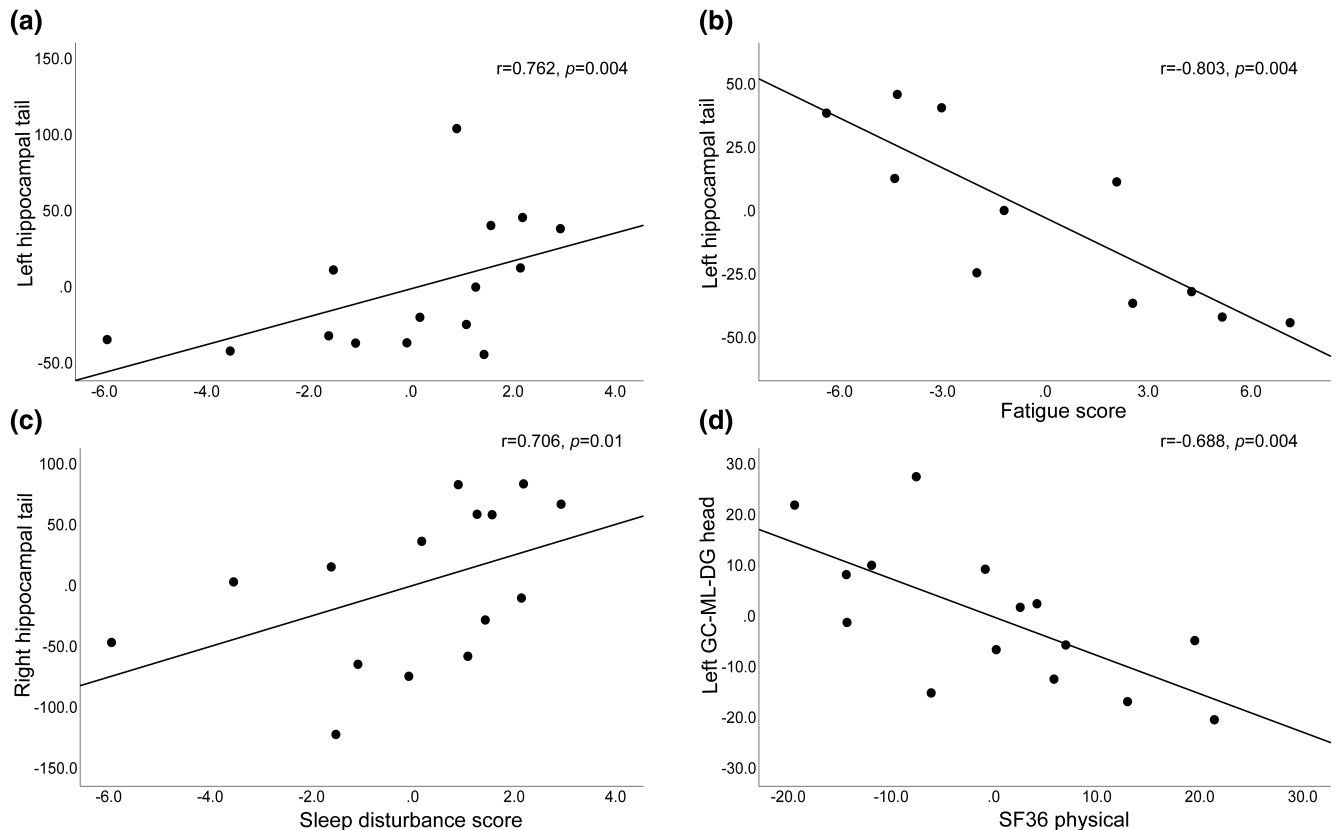 (a)
r=0.762, p=0.004
Left hippocampal tail
150.0
100.0
50.0
.0
-50.0
-6.0 -4.0 -2.0 .0 2.0 4.0
(b)
r=-0.803, p=0.004
Left hippocampal tail
50.0
25.0
.0
-25.0
-50.0
-6.0 -3.0 .0 3.0 6.0
Fatigue score
(c)
r=0.706, p=0.01
Right hippocampal tail
100.0
50.0
.0
-50.0
-100.0
-150.0
-6.0 -4.0 -2.0 .0 2.0 4.0
Sleep disturbance score
(d)
r=-0.688, p=0.004
Left GC-ML-DG head
30.0
20.0
10.0
.0
-10.0
-20.0
-30.0
-20.0 -10.0 .0 10.0 20.0 30.0
SF36 physical